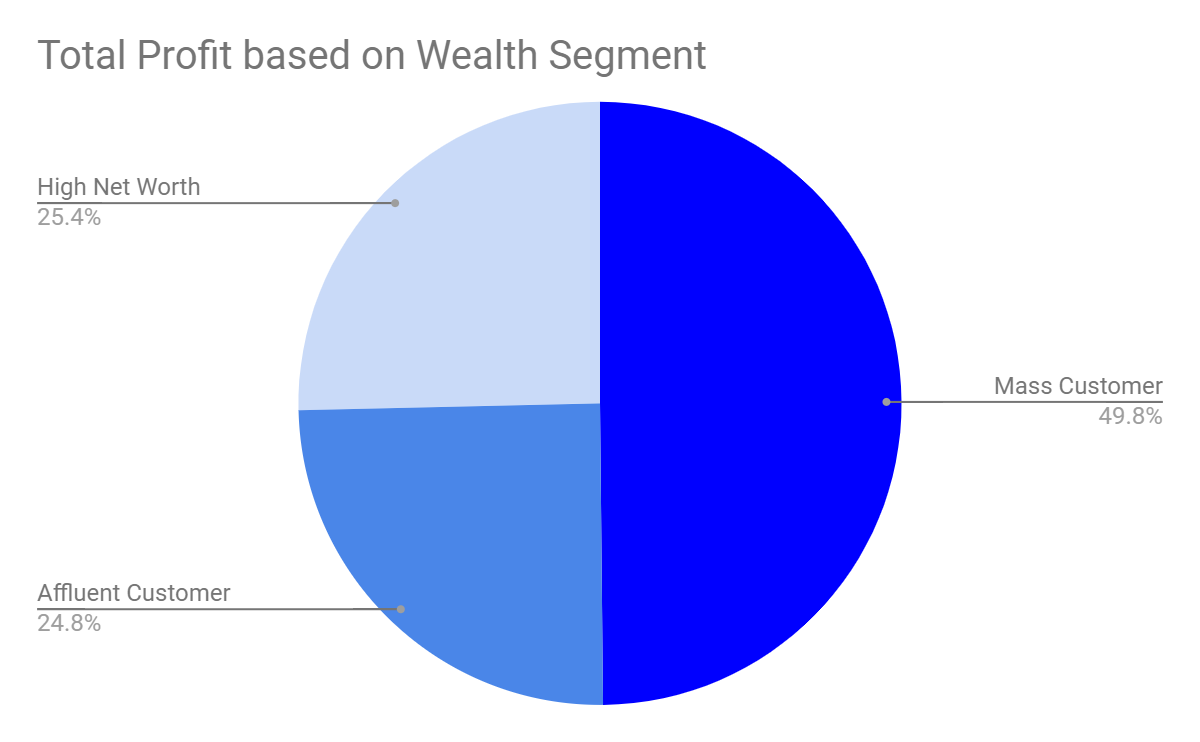 Total Profit based on Wealth Segment
High Net Worth
25.4%
Mass Customer
49.8%
Affluent Customer
24.8%